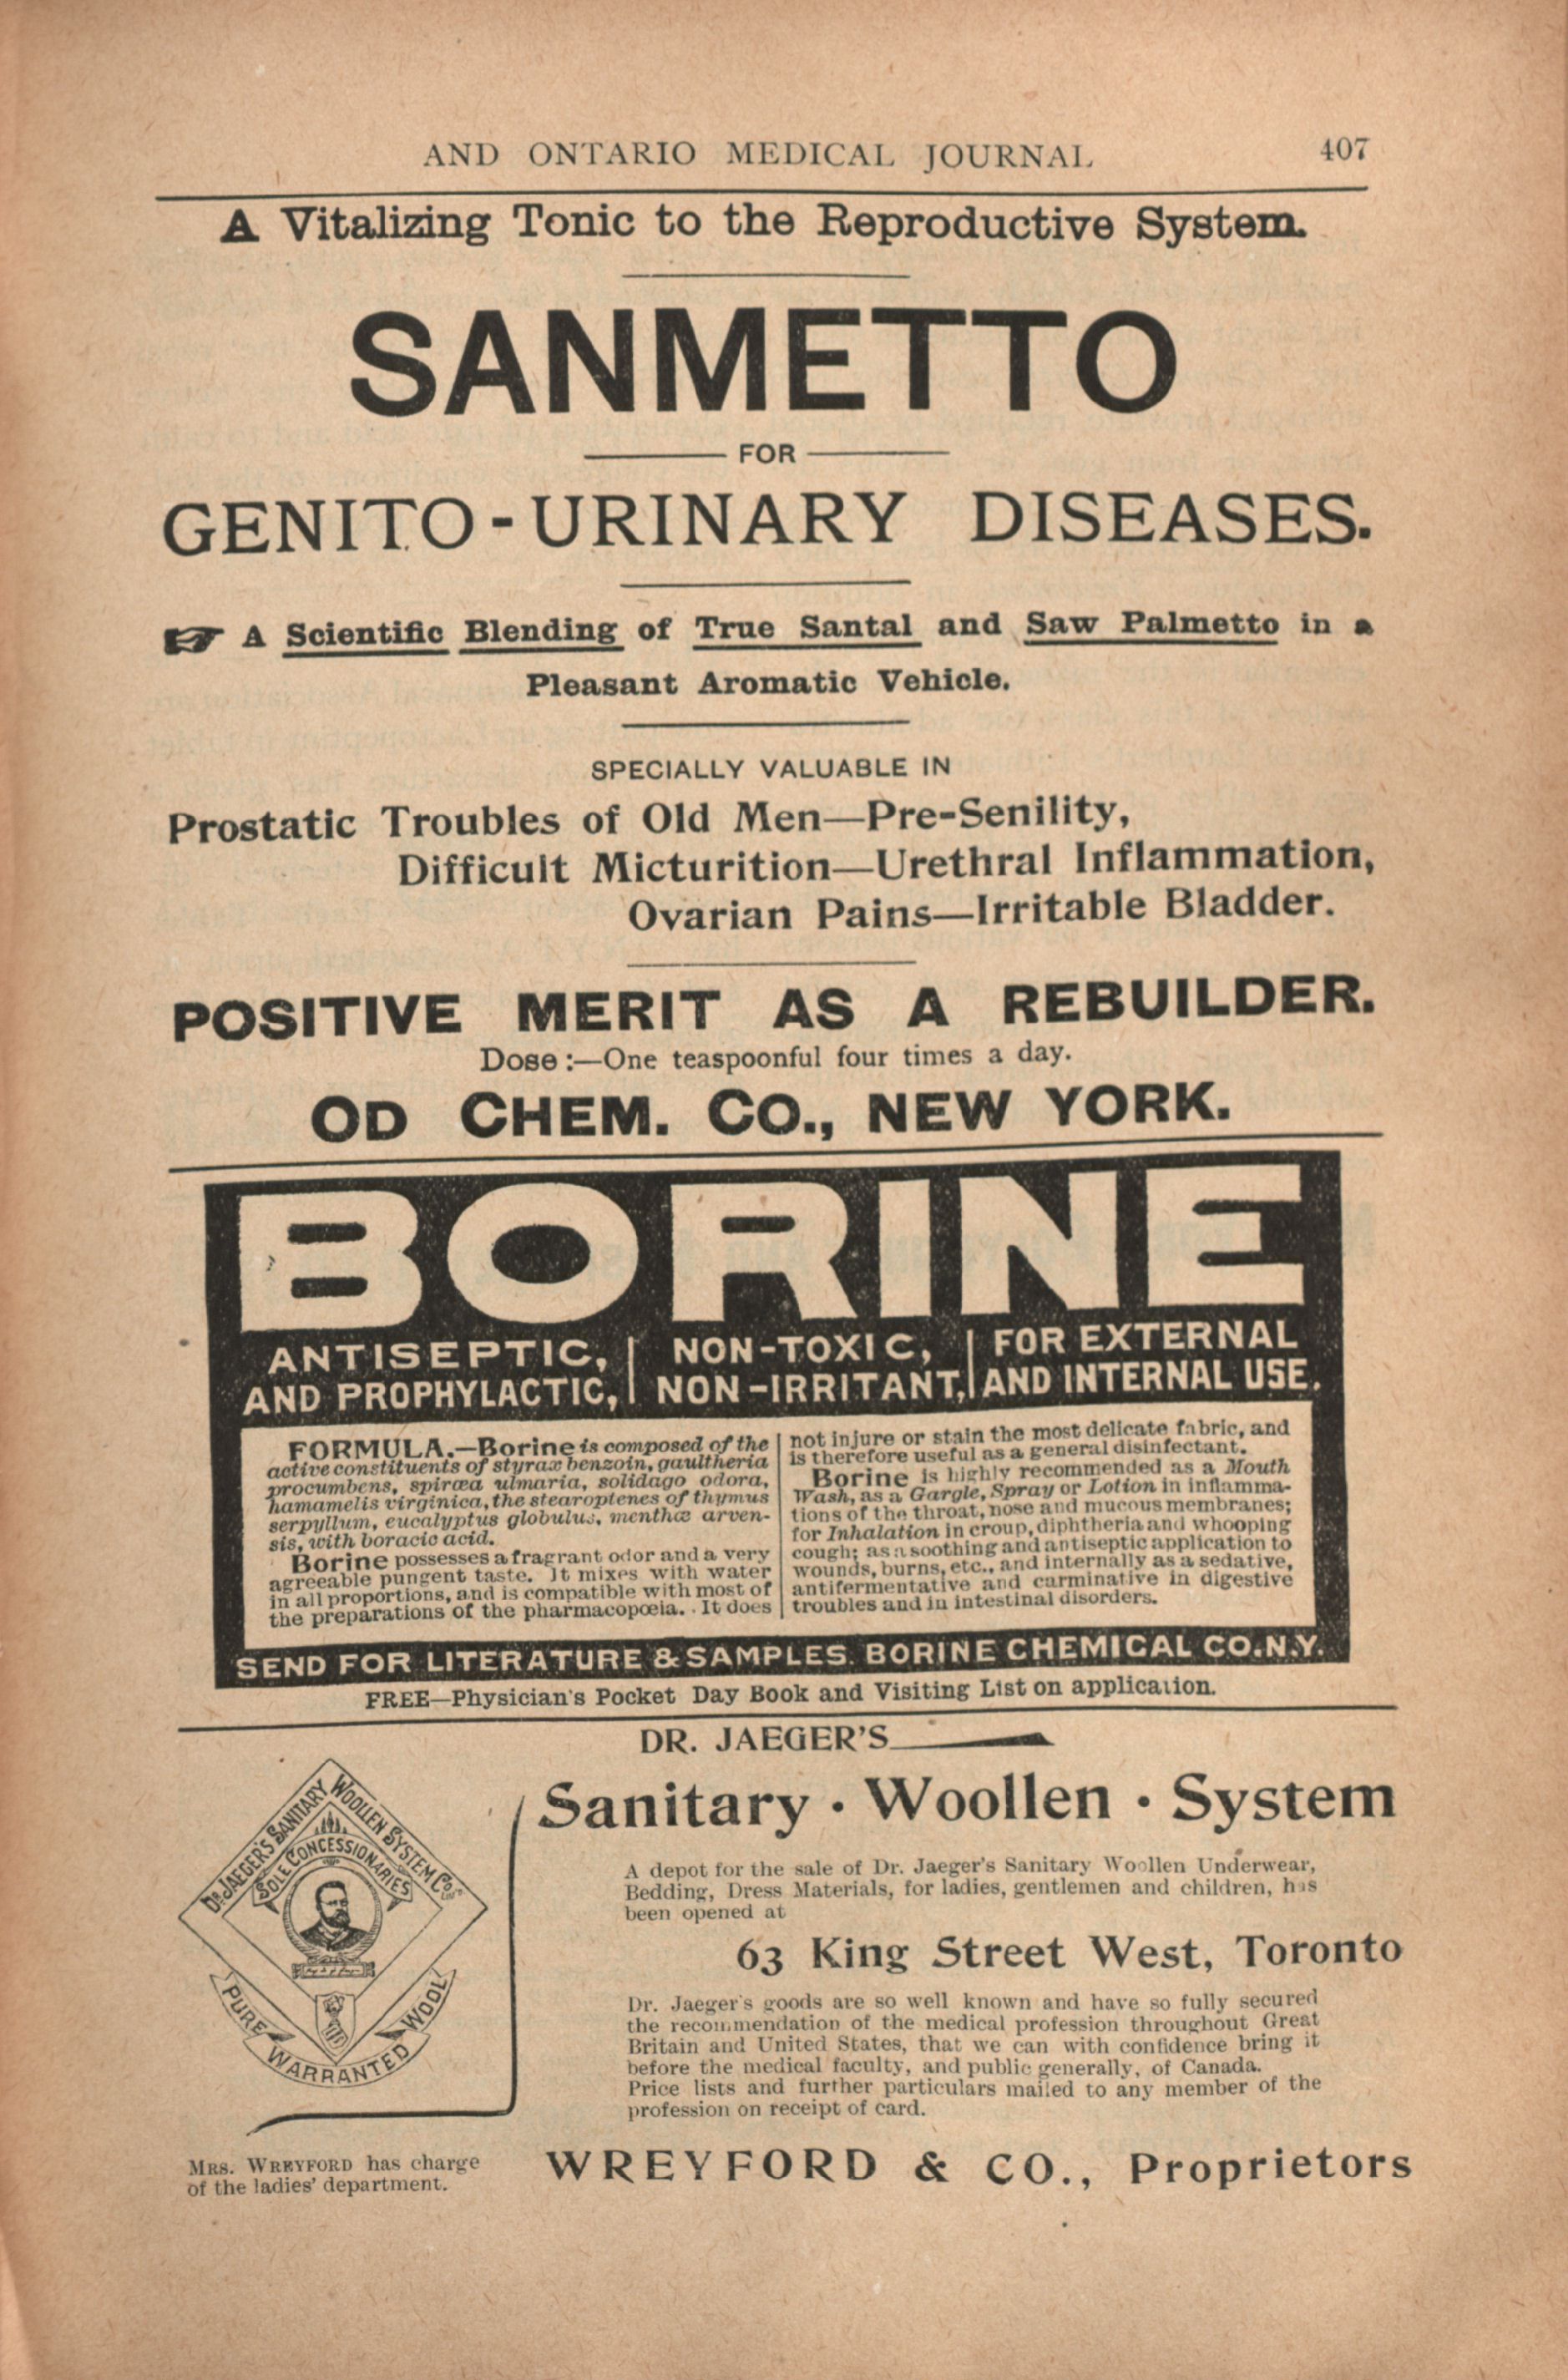 AND ONTARIO MEDICAL JOURNAL 407
A Vitalizing Tonic to the Reproductive System.
SANMETTO
FOR
GENITO-URINARY DISEASES.
A Scientific Blending of True Santal and Saw Palmetto in a
Pleasant Aromatic Vehicle.
SPECIALLY VALUABLE IN
Prostatic Troubles of Old Men—Pre-Senility,
Difficult Micturition—Urethral Inflammation,
Ovarian Pains—Irritable Bladder.
POSITIVE MERIT AS A REBUILDER.
Dose:—One teaspoonful four times a day.
OD CHEM. CO., NEW YORK.
BORINE
ANTISEPTIC,
AND PROPHYLACTIC,
NON-TOXIC,
NON-IRRITANT,
FOR EXTERNAL
AND INTERNAL USE.
FORMULA.—Borine is composed of the
active constituents of styrax benzoin, gaultheria
procumbens, spiræa ulmaria, solidago odora,
hamamelis virginica, the stearoptenes of thymus
serpyllum, eucalyptus globulus, menthæ arven-
sis, with boracic acid.
Borine possesses a fragrant odor and a very
agreeable pungent taste. It mixes with water
in all proportions, and is compatible with most of
the preparations of the pharmacopœia. It does
not injure or stain the most delicate fabric, and
is therefore useful as a general disinfectant.
Borine is highly recommended as a Mouth
Wash, as a Gargle, Spray or Lotion in inflamma-
tions of the throat, nose and mucous membranes;
for Inhalation in croup, diphtheria and whooping
cough; as a soothing and antiseptic application to
wounds, burns, etc., and internally as a sedative,
antifermentative and carminative in digestive
troubles and in intestinal disorders.
SEND FOR LITERATURE & SAMPLES. BORINE CHEMICAL CO. N.Y.
FREE—Physician's Pocket Day Book and Visiting List on application.
DR. JAEGER'S
Sanitary · Woollen · System
DR JAEGER'S SANITARY WOOLLEN SYSTEM Co
SOLE CONCESSIONARIES
PURE WOOL
WARRANTED
A depot for the sale of Dr. Jaeger's Sanitary Woollen Underwear,
Bedding, Dress Materials, for ladies, gentlemen and children, has
been opened at
63 King Street West, Toronto
Dr. Jaeger's goods are so well known and have so fully secured
the recommendation of the medical profession throughout Great
Britain and United States, that we can with confidence bring it
before the medical faculty, and public generally, of Canada.
Price lists and further particulars mailed to any member of the
profession on receipt of card.
MRS. WREYFORD has charge
of the ladies' department.
WREYFORD & CO., Proprietors